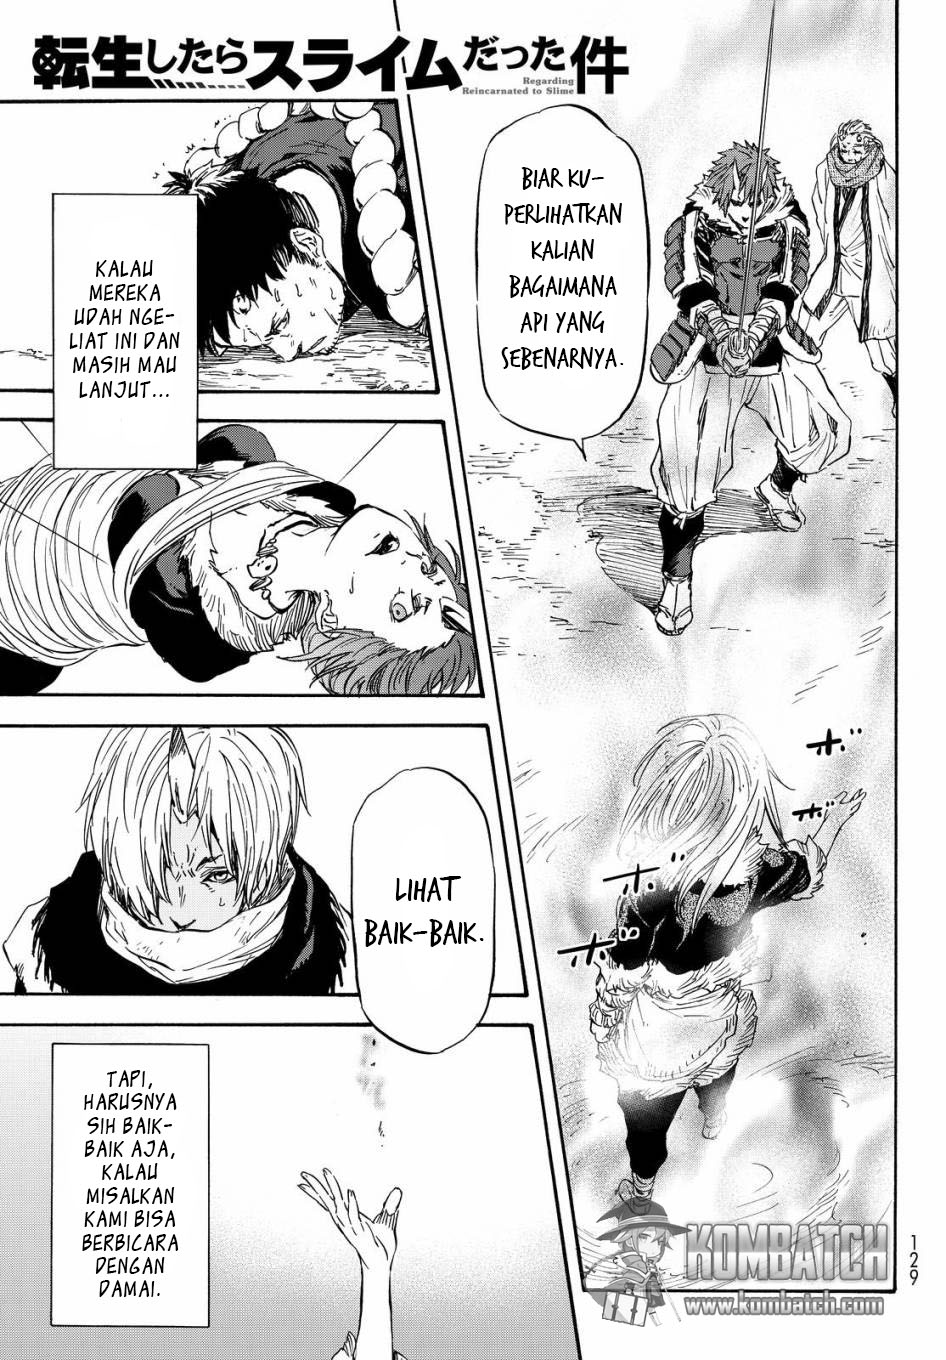 転生したらスライムだった件
Regarding
Reincarnated to Slime
BIAR KU-
PERLIHATKAN
KALIAN
BAGAIMANA
API YANG
SEBENARNYA.
KALAU
MEREKA
UDAH NGE-
LIAT INI DAN
MASIH MAU
LANJUT...
ボボ
ボボッ
LIHAT
BAIK-BAIK.
TAPI,
HARUSNYA
SIH BAIK-
BAIK AJA,
KALAU
MISALKAN
KAMI BISA
BERBICARA
DENGAN
DAMAI.
129
KOMBATCH
www.kombatch.com